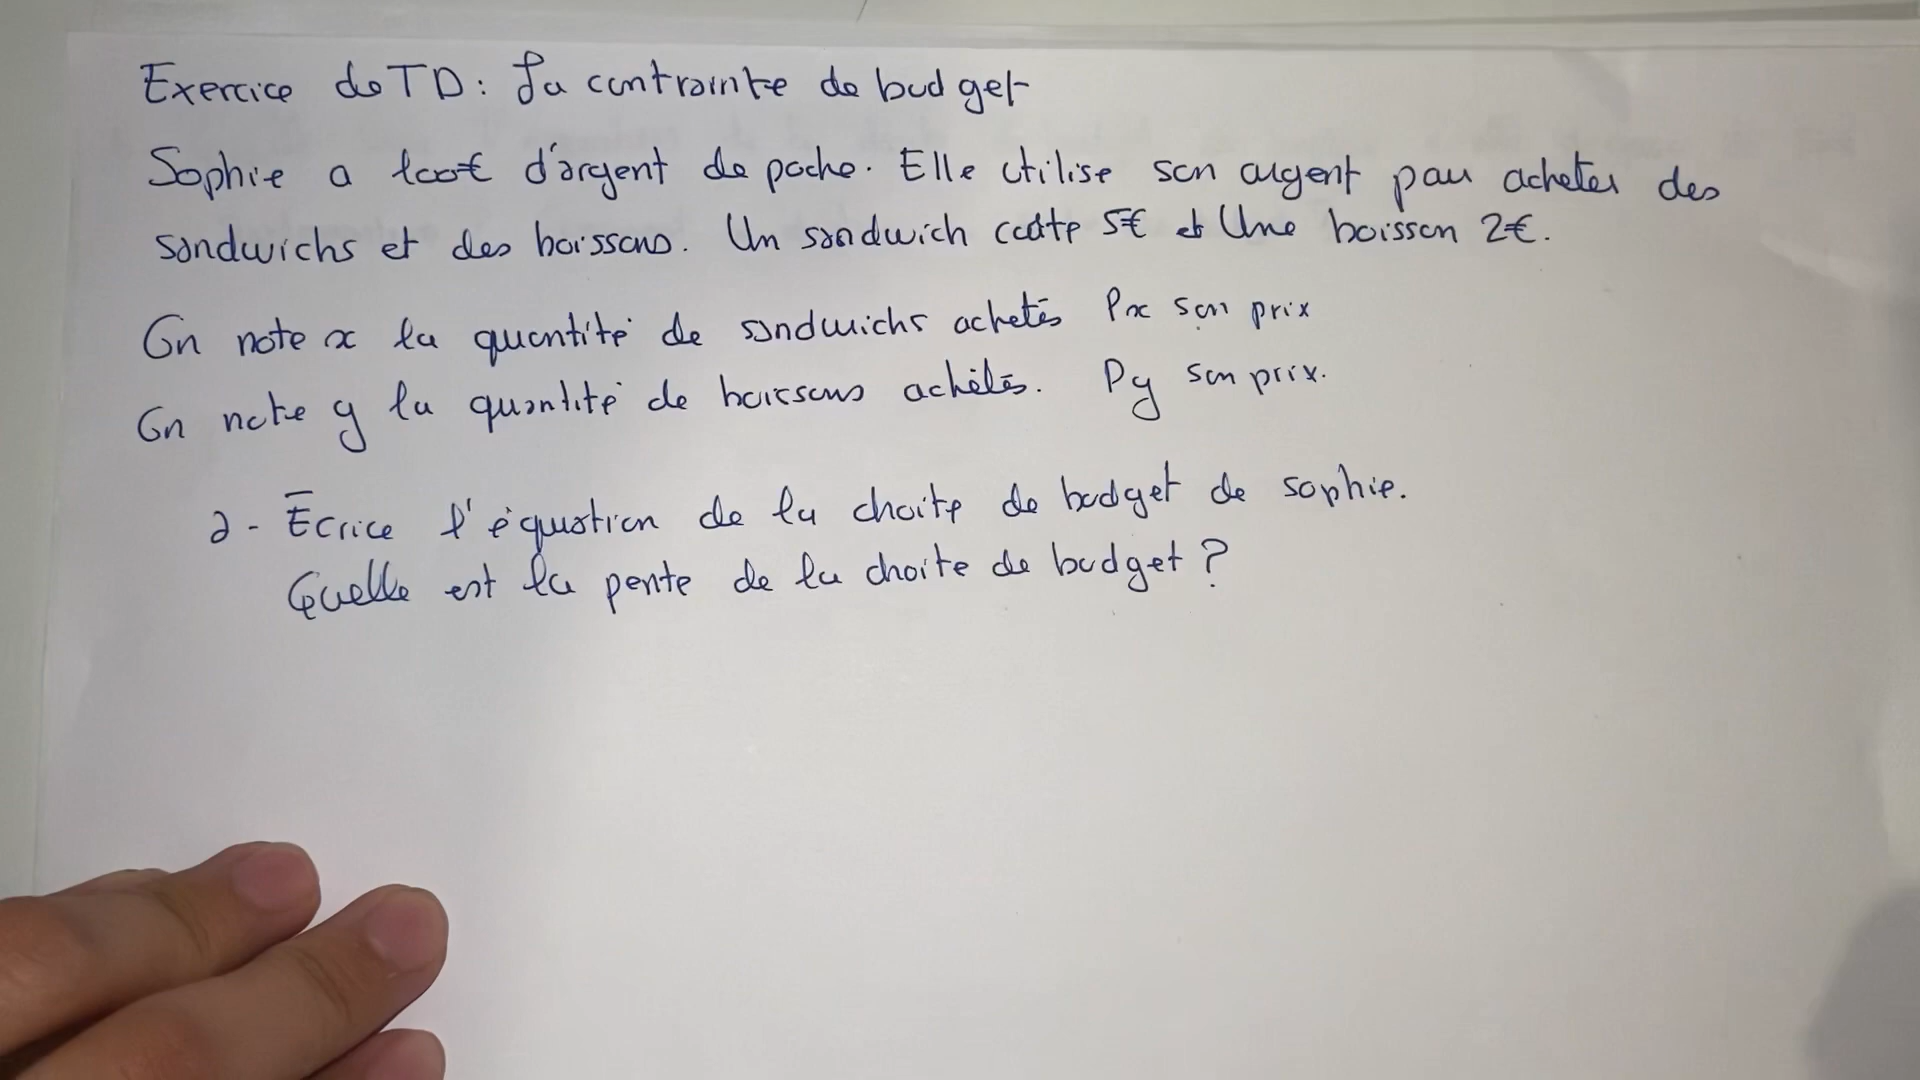 Exercice de TD: La contrainte de budget
Sophie a 100€ d'argent de poche. Elle utilise son argent pour acheter des
sandwichs et des boissons. Un sandwich coûte 5€ et Une boisson 2€.
On note x la quantité de sandwichs achetés Px son prix
On note y la quantité de boissons achetés. Py son prix.
2- Ecrire l'équation de la droite de budget de sophie.
Quelle est la pente de la droite de budget ?